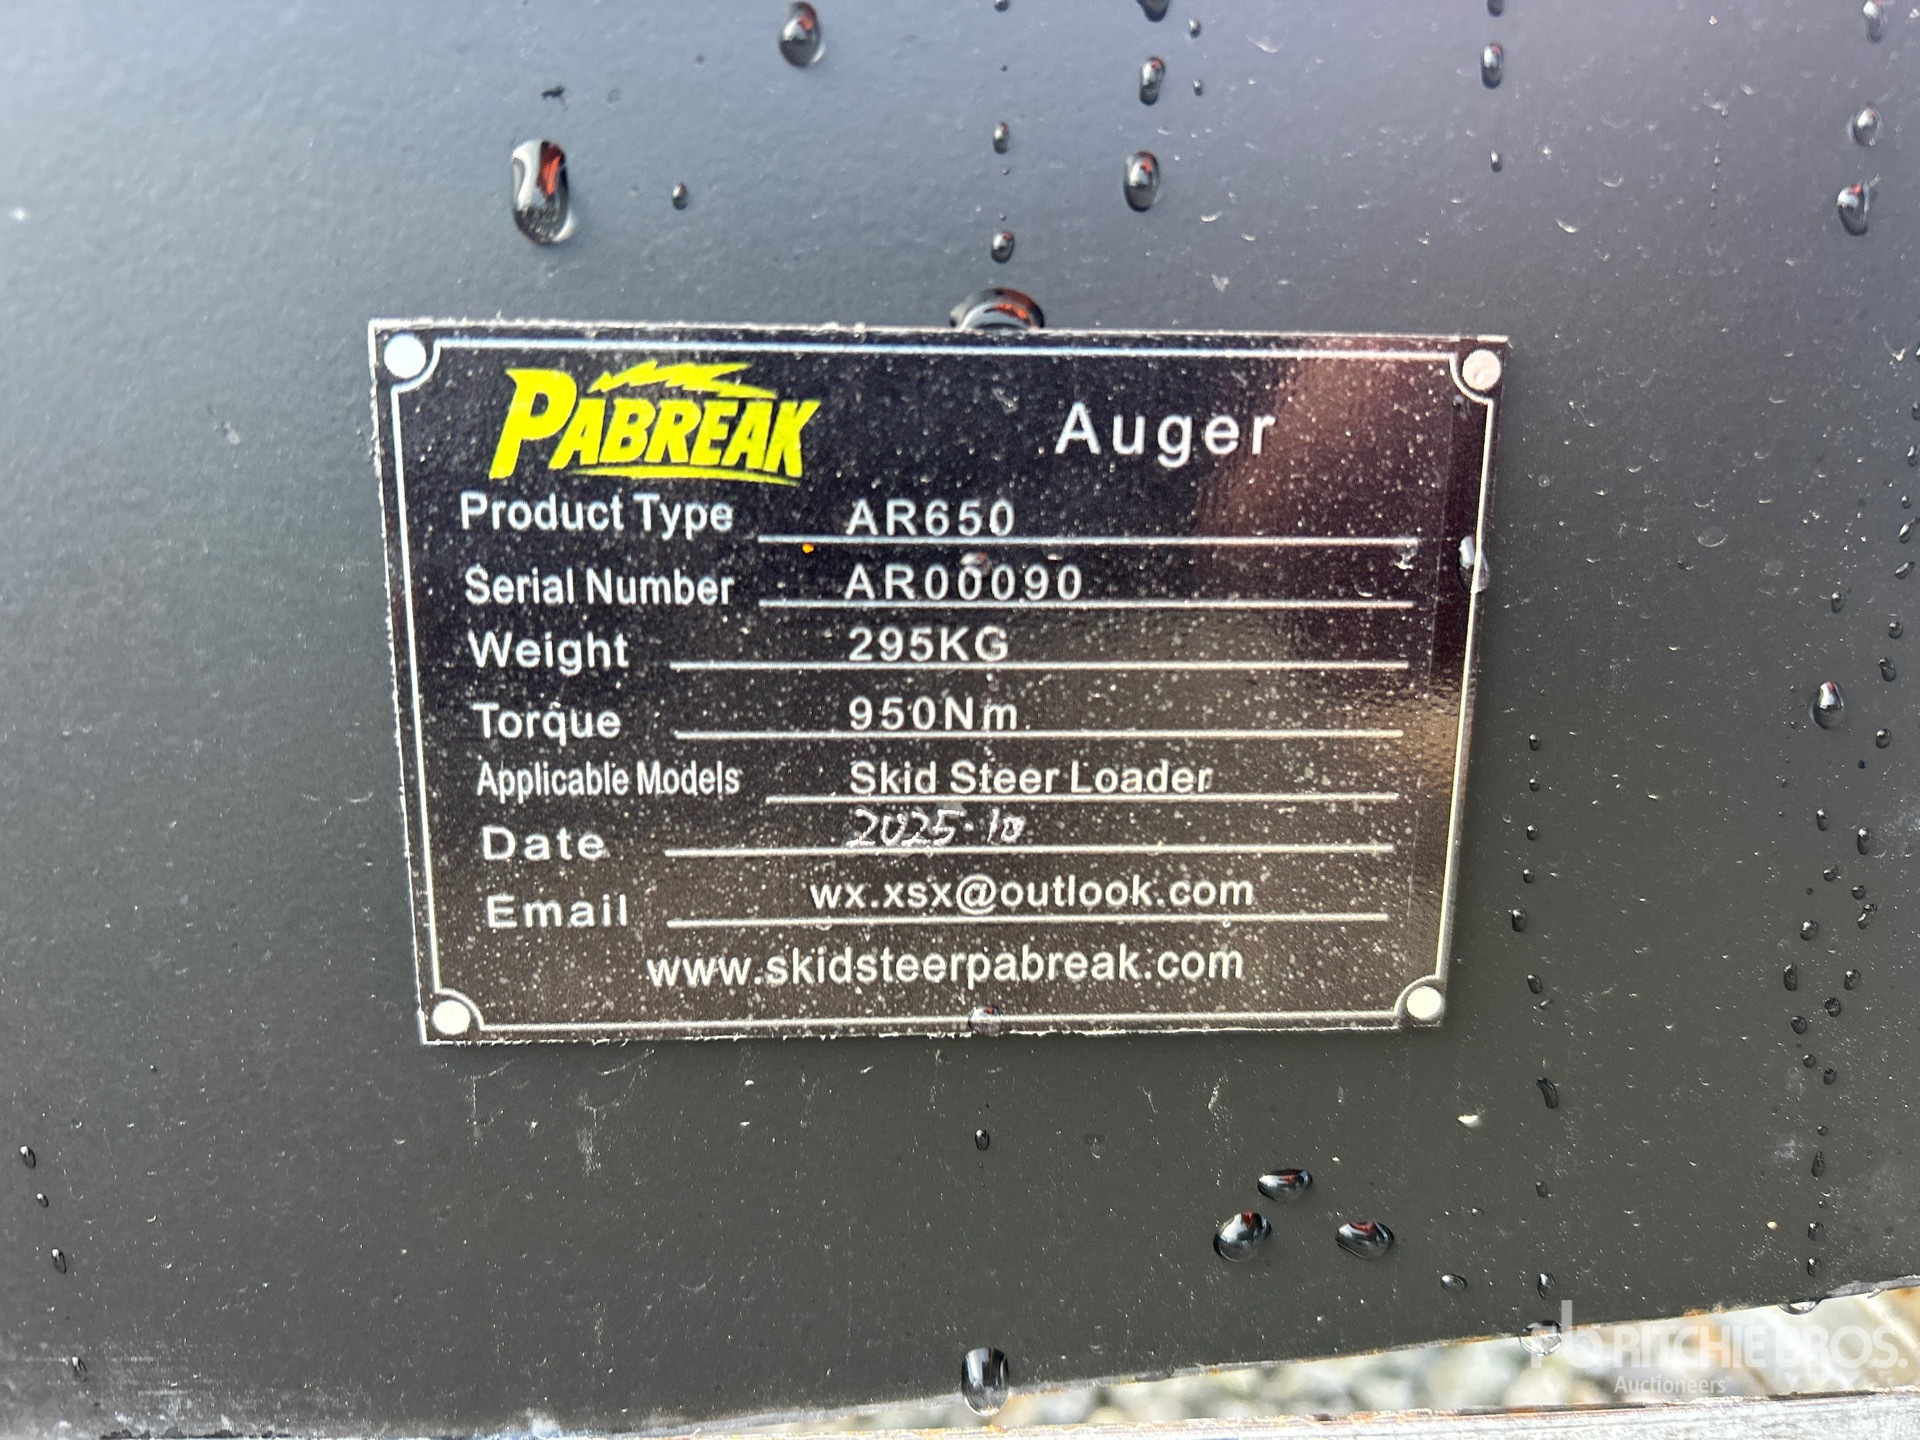 PABREAK Auger
Product Type AR650
Serial Number AR00090
Weight 295KG
Torque 950Nm
Applicable Models Skid Steer Loader
Date 2025.10
Email wx.xsx@outlook.com
www.skidsteerpabreak.com
rb RITCHIE BROS.
Auctioneers